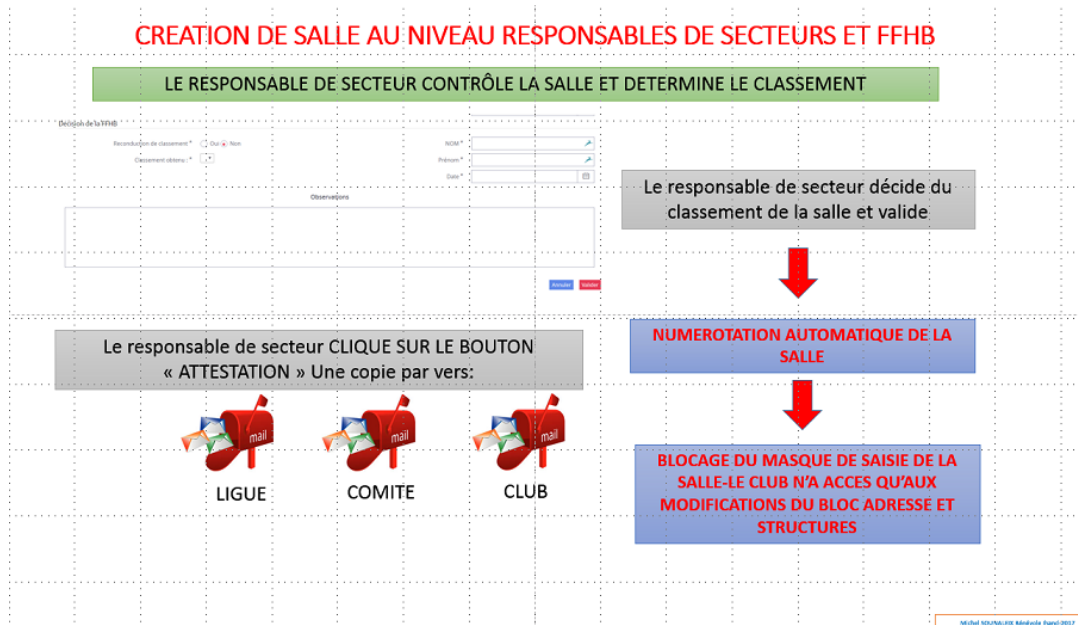 CREATION DE SALLE AU NIVEAU RESPONSABLES DE SECTEURS ET FFHB
LE RESPONSABLE DE SECTEUR CONTRÔLE LA SALLE ET DETERMINE LE CLASSEMENT
Décision de la FFHB
Reconduction de classement * Oui Non
Classement obtenu : *
NOM *
Prénom *
Date *
Observations
Annuler Valider
Le responsable de secteur décide du
classement de la salle et valide
NUMEROTATION AUTOMATIQUE DE LA
SALLE
BLOCAGE DU MASQUE DE SAISIE DE LA
SALLE-LE CLUB N'A ACCES QU'AUX
MODIFICATIONS DU BLOC ADRESSE ET
STRUCTURES
Le responsable de secteur CLIQUE SUR LE BOUTON
« ATTESTATION » Une copie par vers:
mail mail mail
LIGUE COMITE CLUB
Michel SOUNALEIX Bénévole